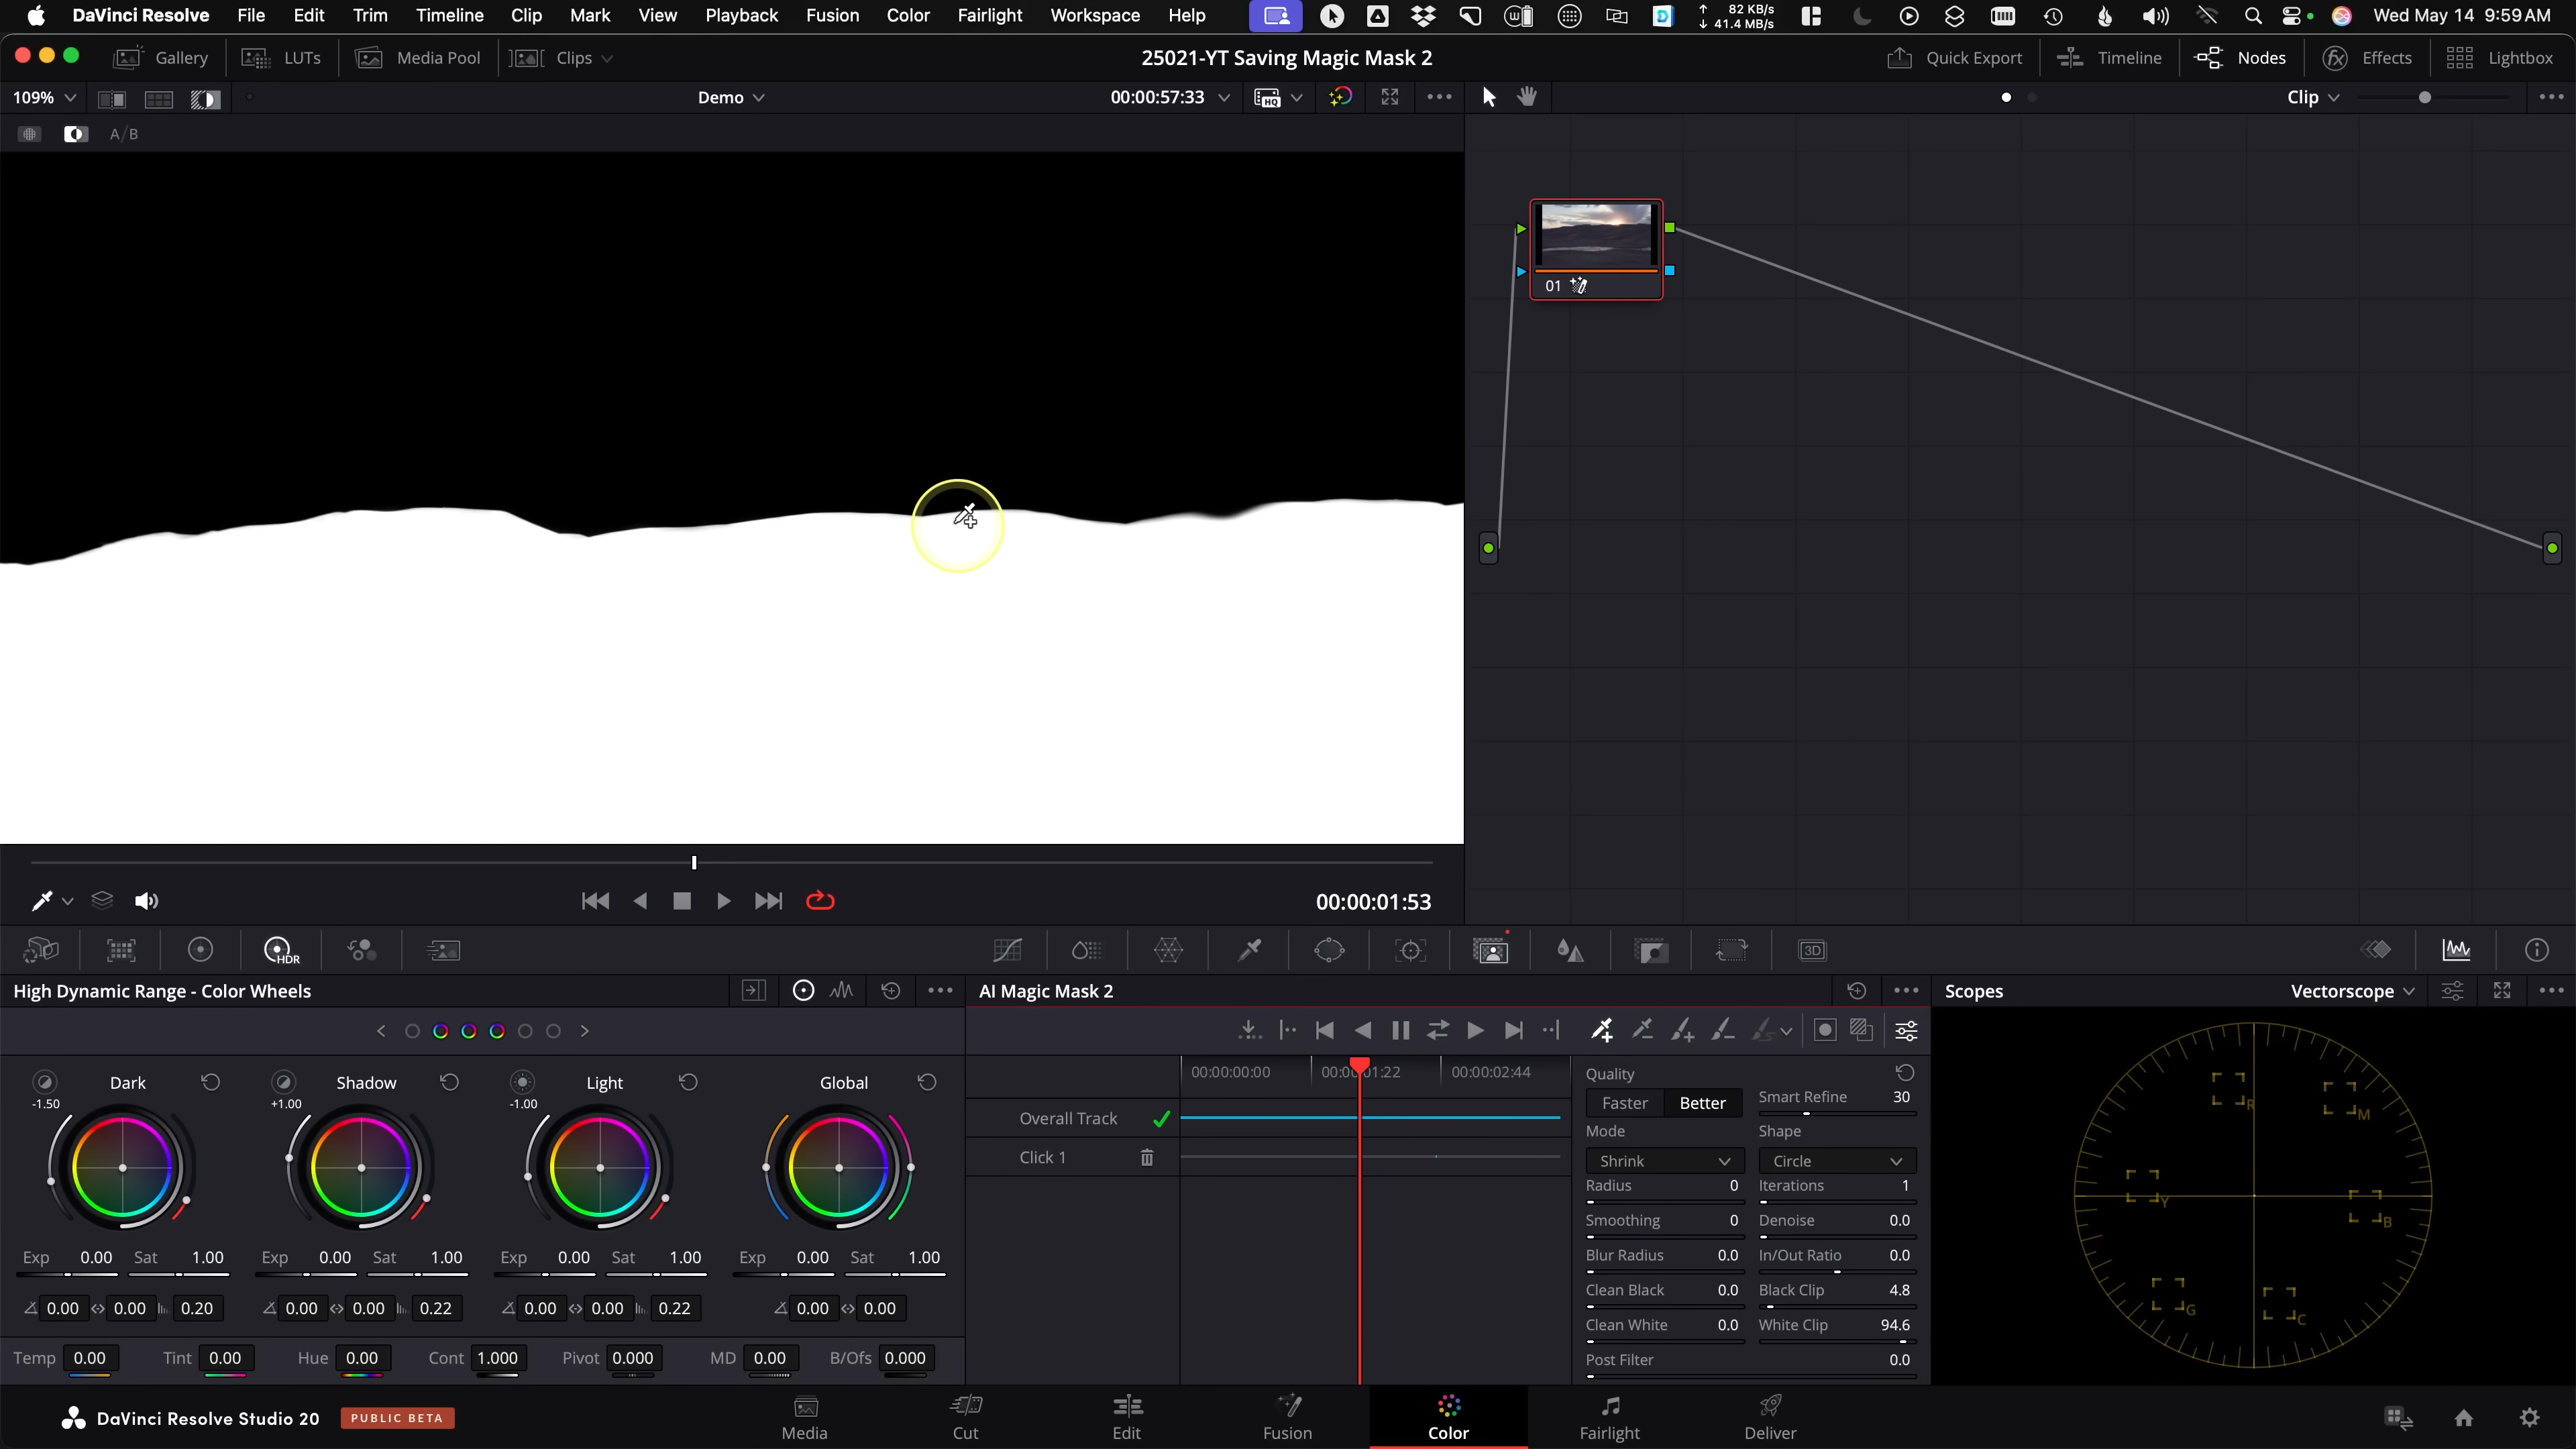 DaVinci Resolve File Edit Trim Timeline Clip Mark View Playback Fusion Color Fairlight Workspace Help 82 KB/s 41.4 MB/s Wed May 14 9:59 AM
Gallery LUTs Media Pool Clips 25021-YT Saving Magic Mask 2 Quick Export Timeline Nodes Effects Lightbox
109% Demo 00:00:57:33 HQ Clip
A/B
01
00:00:01:53
HDR 3D
High Dynamic Range - Color Wheels AI Magic Mask 2 Scopes Vectorscope
Dark Shadow Light Global
-1.50 +1.00 -1.00
Exp 0.00 Sat 1.00 Exp 0.00 Sat 1.00 Exp 0.00 Sat 1.00 Exp 0.00 Sat 1.00
0.00 0.00 0.20 0.00 0.00 0.22 0.00 0.00 0.22 0.00 0.00
Temp 0.00 Tint 0.00 Hue 0.00 Cont 1.000 Pivot 0.000 MD 0.00 B/Ofs 0.000
00:00:00:00 00:00:01:22 00:00:02:44
Overall Track
Click 1
Quality
Faster Better Smart Refine 30
Mode Shape
Shrink Circle
Radius 0 Iterations 1
Smoothing 0 Denoise 0.0
Blur Radius 0.0 In/Out Ratio 0.0
Clean Black 0.0 Black Clip 4.8
Clean White 0.0 White Clip 94.6
Post Filter 0.0
R M
Y B
G C
DaVinci Resolve Studio 20 PUBLIC BETA Media Cut Edit Fusion Color Fairlight Deliver